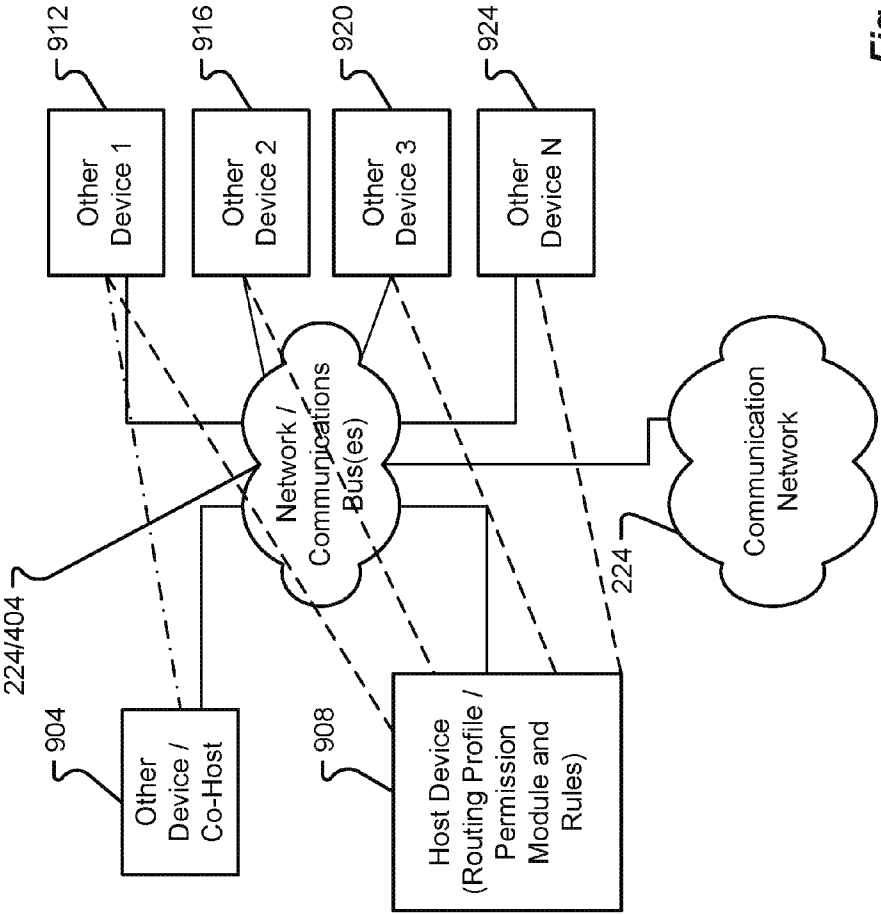 224/404
904
Other
Device /
Co-Host
908
Host Device
(Routing Profile /
Permission
Module and
Rules)
Network /
Communications
Bus(es)
224
Communication
Network
Other
Device 1
912
Other
Device 2
916
Other
Device 3
920
Other
Device N
924